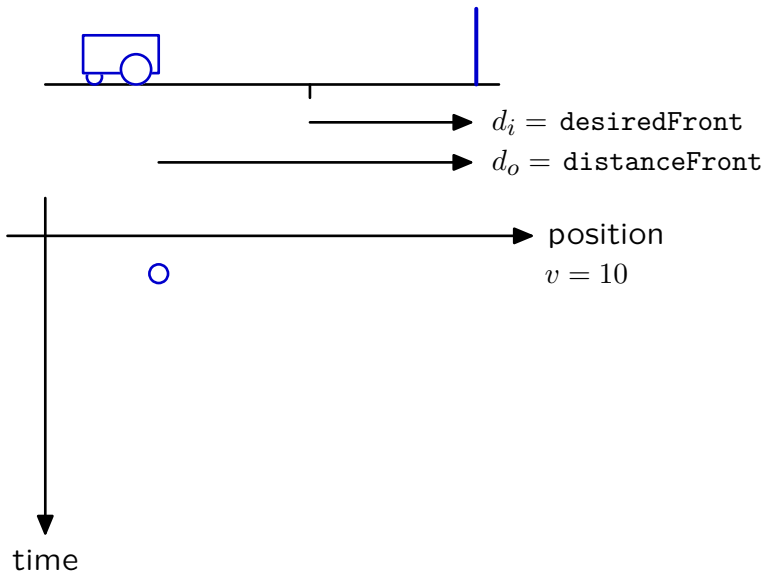 d_i = desiredFront
d_o = distanceFront
position
v = 10
time